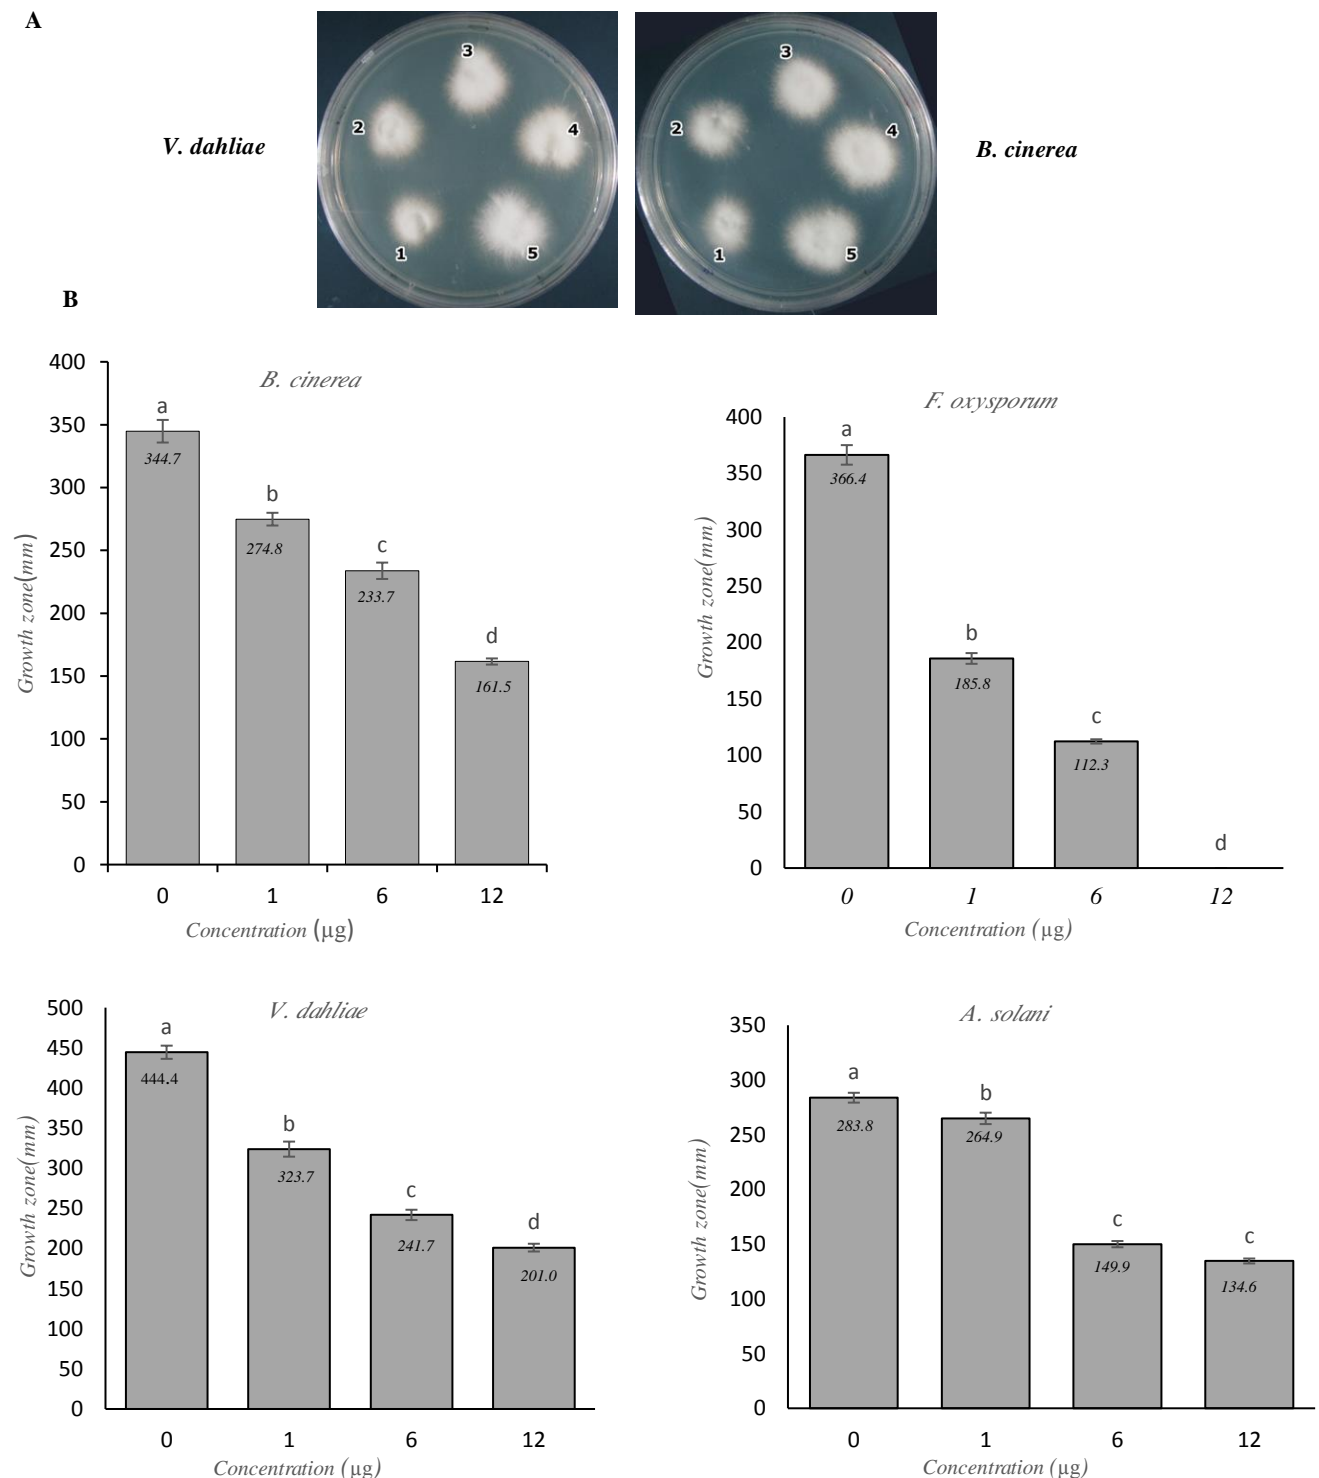 A
V. dahliae
3
2
4
1
5
3
2
4
1
5
B. cinerea
B
B. cinerea
400
350
300
250
200
150
100
50
0
Growth zone(mm)
a
344.7
b
274.8
c
233.7
d
161.5
0 1 6 12
Concentration (µg)
F. oxysporum
400
350
300
250
200
150
100
50
0
Growth zone(mm)
a
366.4
b
185.8
c
112.3
d
0 1 6 12
Concentration (µg)
V. dahliae
500
450
400
350
300
250
200
150
100
50
0
Growth zone(mm)
a
444.4
b
323.7
c
241.7
d
201.0
0 1 6 12
Concentration (µg)
A. solani
350
300
250
200
150
100
50
0
Growth zone(mm)
a
283.8
b
264.9
c
149.9
c
134.6
0 1 6 12
Concentration (µg)